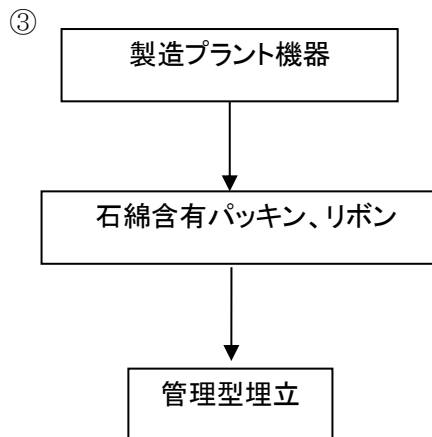 ③
製造プラント機器
石綿含有パッキン、リボン
管理型埋立